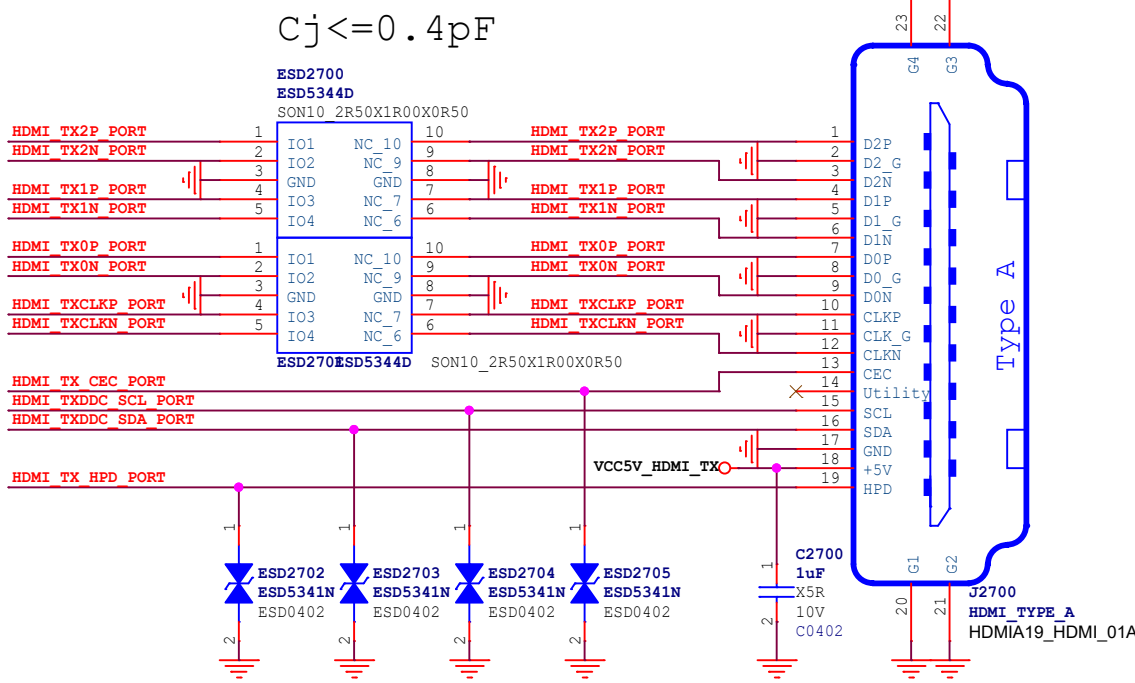 Cj<=0.4pF
ESD2700
ESD5344D
SON10_2R50X1R00X0R50
HDMI_TX2P_PORT 1 IO1 NC_10 10 HDMI_TX2P_PORT
HDMI_TX2N_PORT 2 IO2 NC_9 9 HDMI_TX2N_PORT
3 GND GND 8
HDMI_TX1P_PORT 4 IO3 NC_7 7 HDMI_TX1P_PORT
HDMI_TX1N_PORT 5 IO4 NC_6 6 HDMI_TX1N_PORT
HDMI_TX0P_PORT 1 IO1 NC_10 10 HDMI_TX0P_PORT
HDMI_TX0N_PORT 2 IO2 NC_9 9 HDMI_TX0N_PORT
3 GND GND 8
HDMI_TXCLKP_PORT 4 IO3 NC_7 7 HDMI_TXCLKP_PORT
HDMI_TXCLKN_PORT 5 IO4 NC_6 6 HDMI_TXCLKN_PORT
ESD5344D SON10_2R50X1R00X0R50
HDMI_TX_CEC_PORT
HDMI_TXDDC_SCL_PORT
HDMI_TXDDC_SDA_PORT
VCC5V_HDMI_TX
HDMI_TX_HPD_PORT
23 22
G4 G3
1 D2P
2 D2_G
3 D2N
4 D1P
5 D1_G
6 D1N
7 D0P
8 D0_G
9 D0N
10 CLKP
11 CLK_G
12 CLKN
13 CEC
14 Utility
15 SCL
16 SDA
17 GND
18 +5V
19 HPD
Type A
G1 G2
20 21
1 ESD2702 ESD5341N ESD0402 2
1 ESD2703 ESD5341N ESD0402 2
1 ESD2704 ESD5341N ESD0402 2
1 ESD2705 ESD5341N ESD0402 2
C2700
1 1uF
X5R
10V
2 C0402
J2700
HDMI_TYPE_A
HDMIA19_HDMI_01A